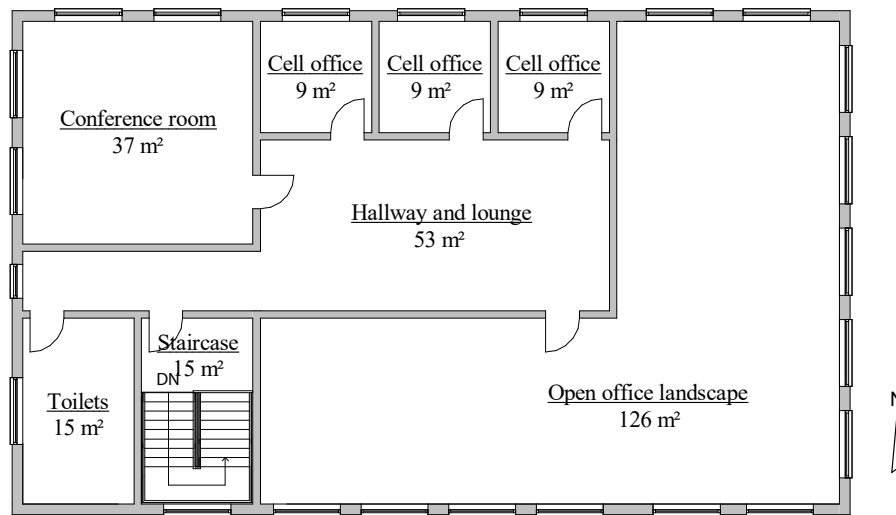 Cell office
9 m²
Cell office
9 m²
Cell office
9 m²
Conference room
37 m²
Hallway and lounge
53 m²
Staircase
15 m²
DN
Toilets
15 m²
Open office landscape
126 m²
N